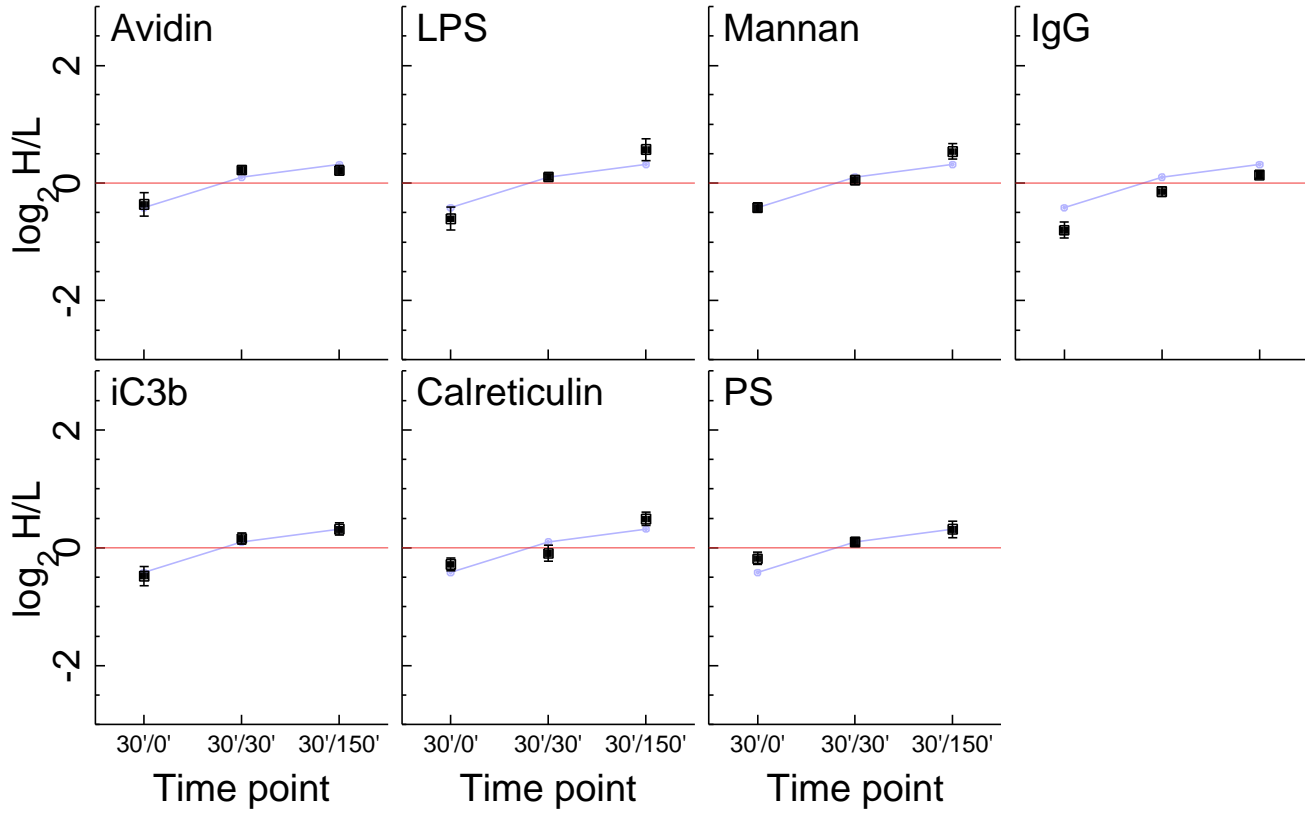 Avidin LPS Mannan IgG
log2 H/L
2
0
-2
iC3b Calreticulin PS
log2 H/L
2
0
-2
30'/0' 30'/30' 30'/150' 30'/0' 30'/30' 30'/150' 30'/0' 30'/30' 30'/150'
Time point Time point Time point